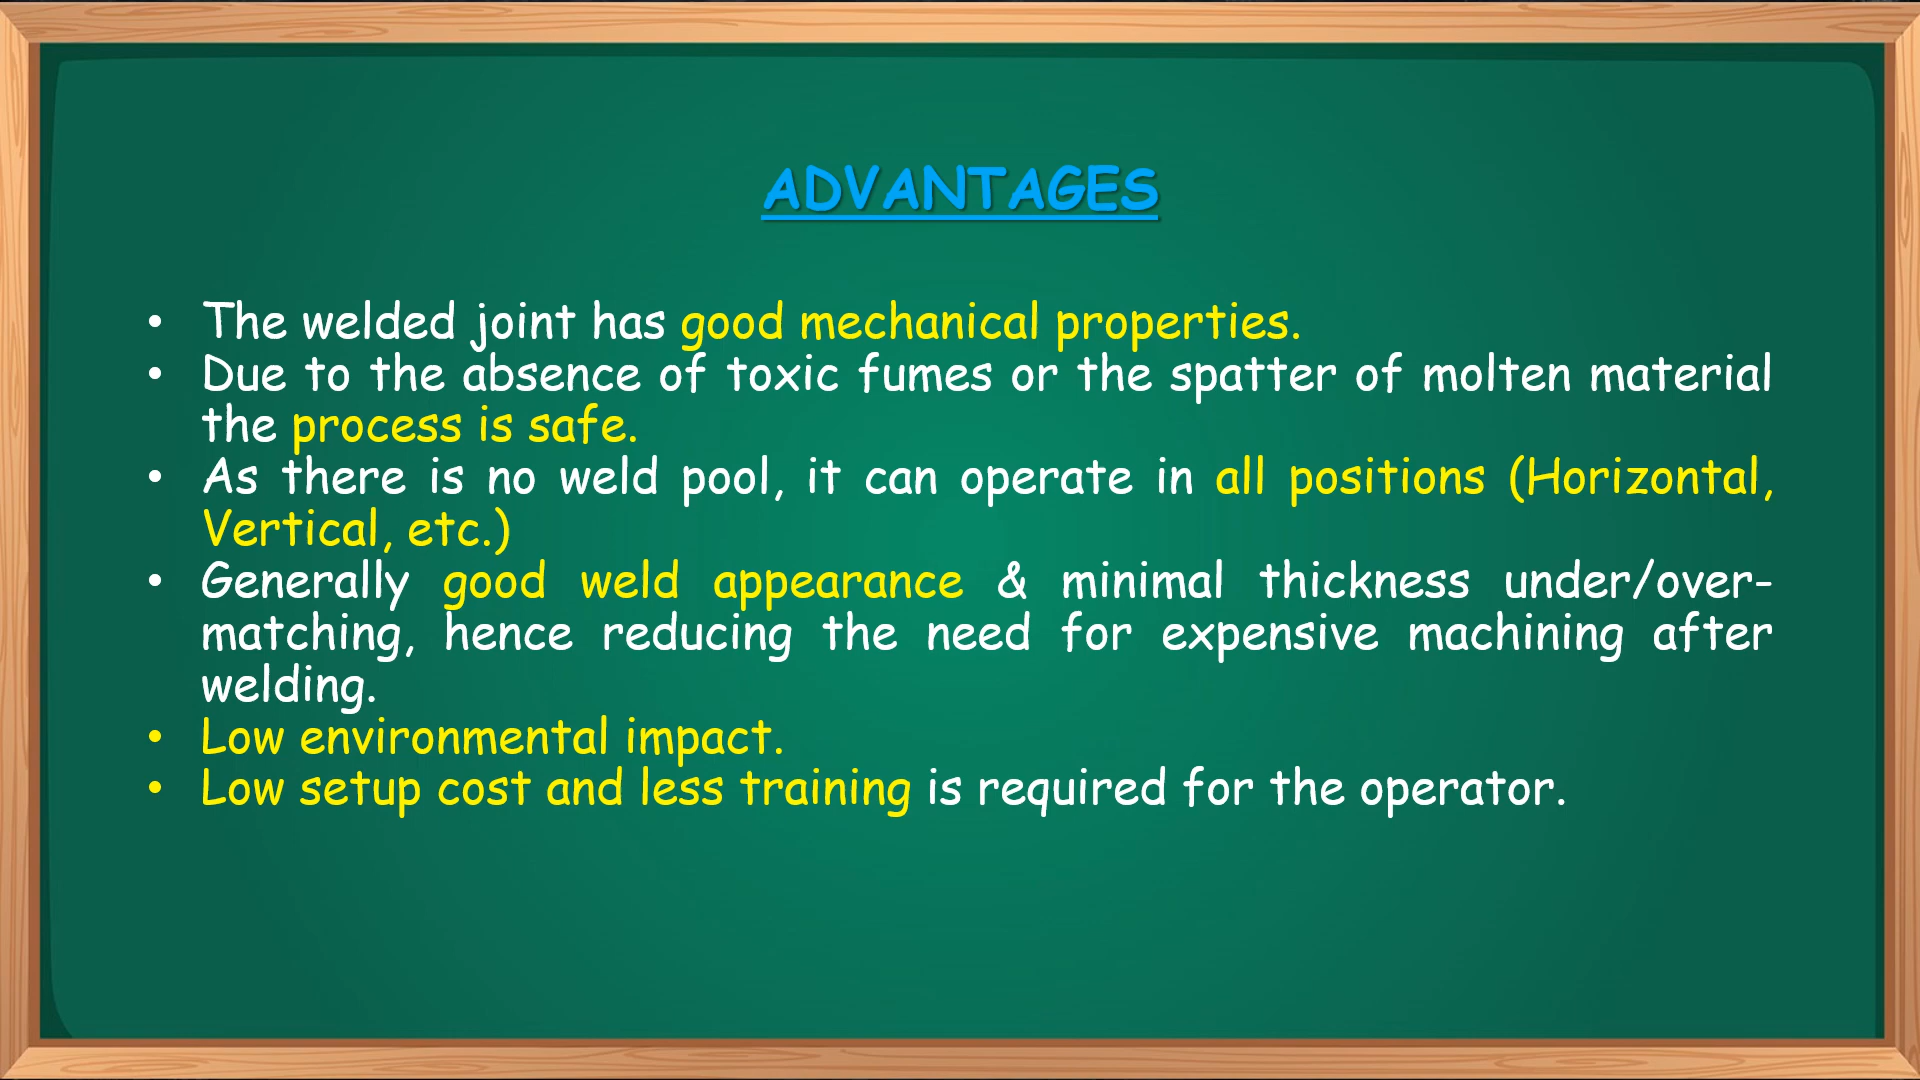 ADVANTAGES
• The welded joint has good mechanical properties.
• Due to the absence of toxic fumes or the spatter of molten material
the process is safe.
• As there is no weld pool, it can operate in all positions (Horizontal,
Vertical, etc.)
• Generally good weld appearance & minimal thickness under/over-
matching, hence reducing the need for expensive machining after
welding.
• Low environmental impact.
• Low setup cost and less training is required for the operator.